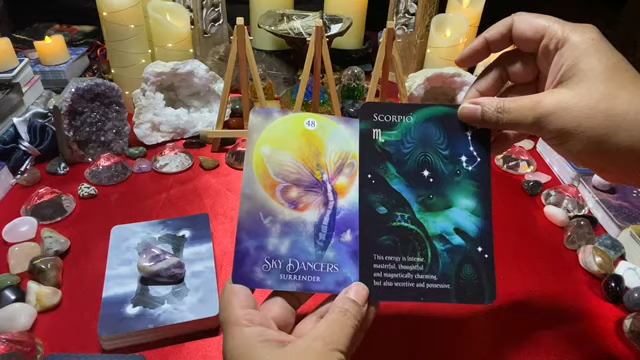 48
SKY DANCERS
SURRENDER
SCORPIO
♏
This energy is intense,
masterful, thoughtful
and magnetically charming,
but also secretive and possessive.